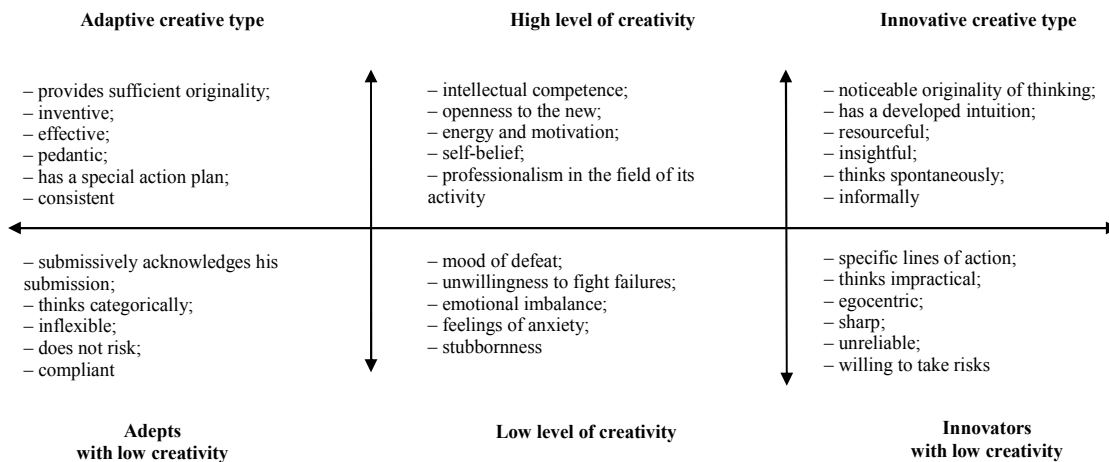 Adaptive creative type
High level of creativity
Innovative creative type
– provides sufficient originality;
– inventive;
– effective;
– pedantic;
– has a special action plan;
– consistent
– intellectual competence;
– openness to the new;
– energy and motivation;
– self-belief;
– professionalism in the field of its
activity
– noticeable originality of thinking;
– has a developed intuition;
– resourceful;
– insightful;
– thinks spontaneously;
– informally
– submissively acknowledges his
submission;
– thinks categorically;
– inflexible;
– does not risk;
– compliant
– mood of defeat;
– unwillingness to fight failures;
– emotional imbalance;
– feelings of anxiety;
– stubbornness
– specific lines of action;
– thinks impractical;
– egocentric;
– sharp;
– unreliable;
– willing to take risks
Adepts
with low creativity
Low level of creativity
Innovators
with low creativity